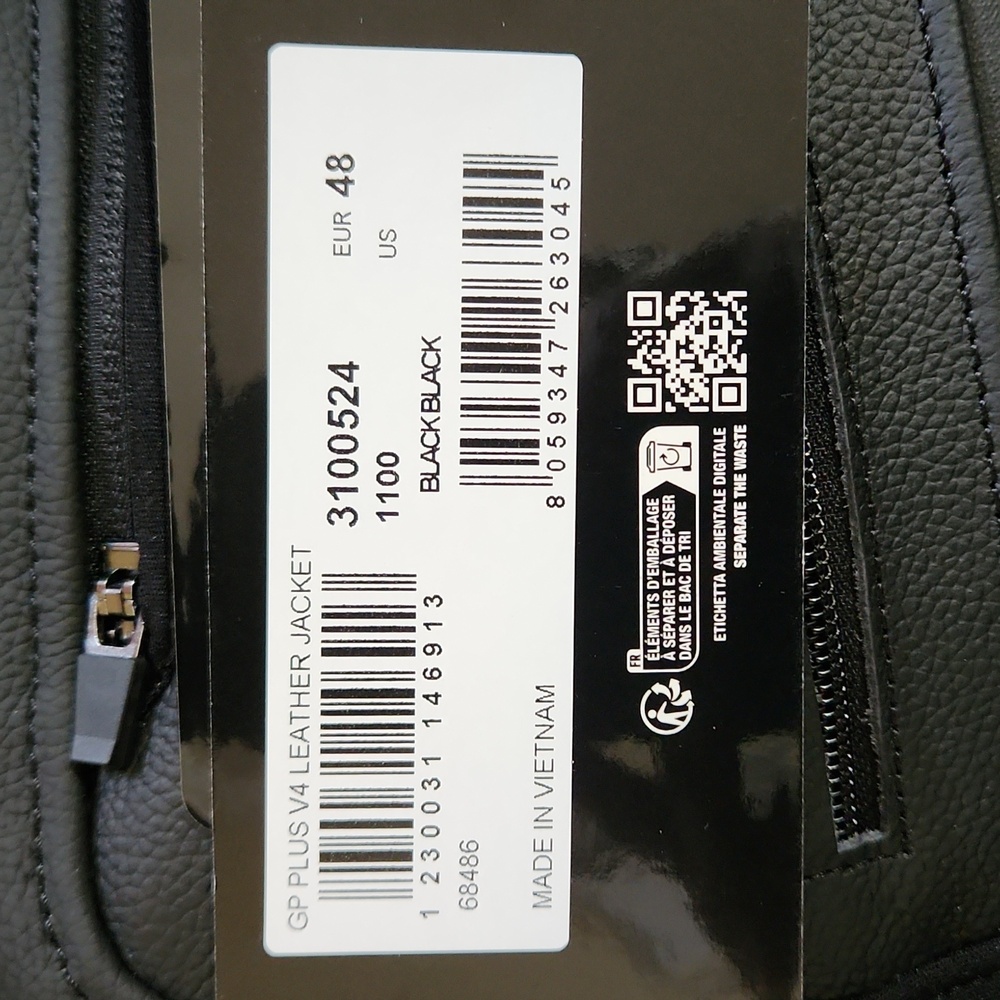 GP PLUS V4 LEATHER JACKET
3100524
EUR 48
1100
US
BLACK BLACK
1 230031 146913
8 059347 263045
68486
MADE IN VIETNAM
FR
ÉLÉMENTS D'EMBALLAGE
À SÉPARER ET À DÉPOSER
DANS LE BAC DE TRI
ETICHETTA AMBIENTALE DIGITALE
SEPARATE THE WASTE